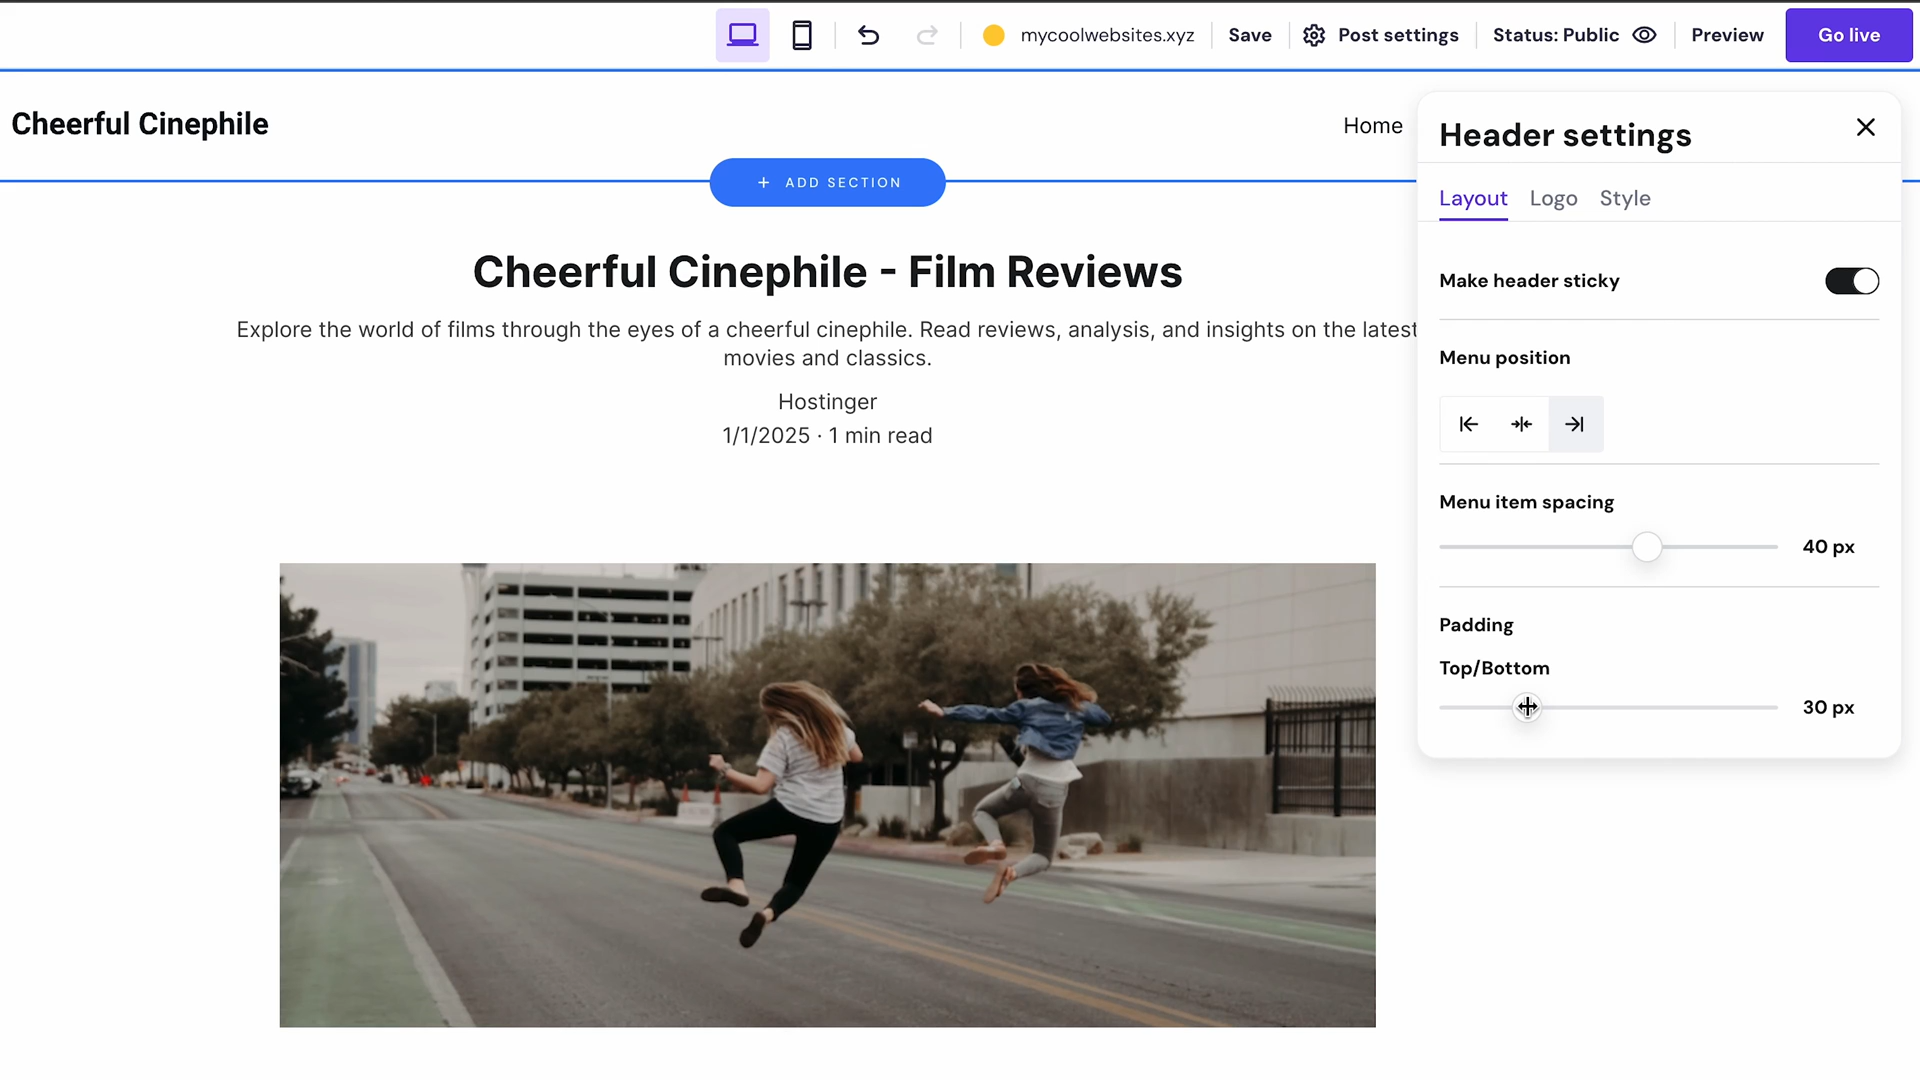 mycoolwebsites.xyz
Save
Post settings
Status: Public
Preview
Go live
Cheerful Cinephile
Home
+ ADD SECTION
Cheerful Cinephile - Film Reviews
Explore the world of films through the eyes of a cheerful cinephile. Read reviews, analysis, and insights on the latest
movies and classics.
Hostinger
1/1/2025 · 1 min read
Header settings
Layout Logo Style
Make header sticky
Menu position
Menu item spacing
40 px
Padding
Top/Bottom
30 px